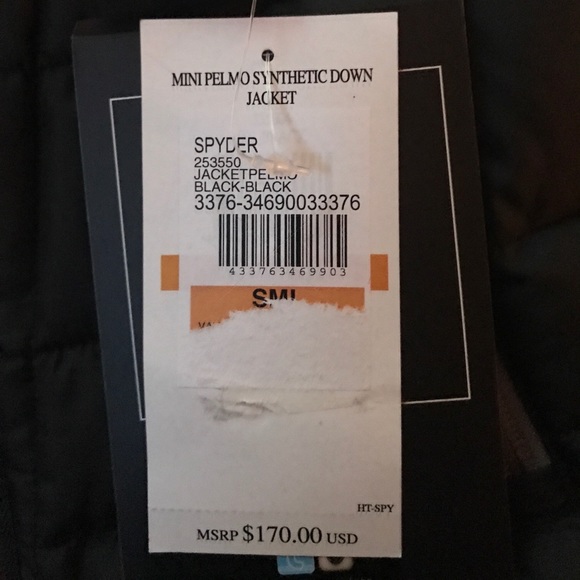 MINI PELMO SYNTHETIC DOWN
JACKET
SPYDER
253550
JACKETPELMO
BLACK-BLACK
3376-34690033376
433763469903
SML
HT-SPY
MSRP $170.00 USD